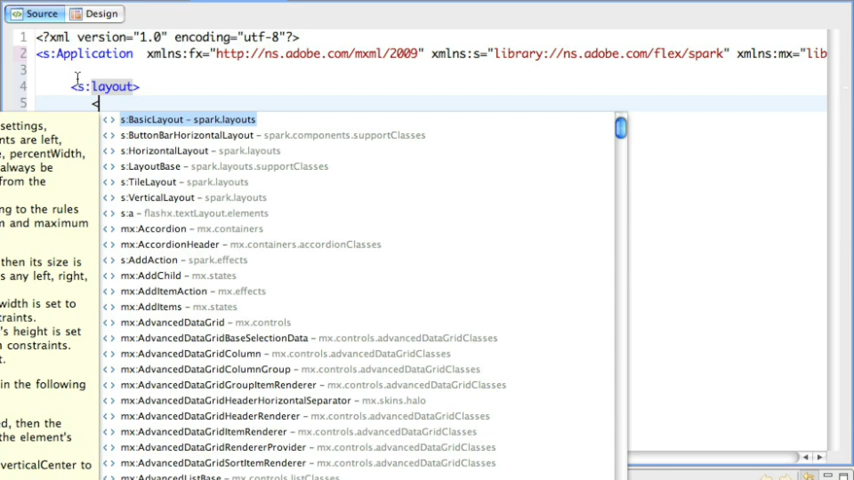 Source Design
1 <?xml version="1.0" encoding="utf-8"?>
2 <s:Application xmlns:fx="http://ns.adobe.com/mxml/2009" xmlns:s="library://ns.adobe.com/flex/spark" xmlns:mx="lib
3
4 <s:layout>
5 <
settings,
nts are left,
, percentWidth,
always be
from the
ng to the rules
m and maximum
then its size is
s any left, right,
width is set to
traints.
's height is set
n constraints.
t.
in the following
ed, then the
the element's
verticalCenter to
s:BasicLayout – spark.layouts
s:ButtonBarHorizontalLayout – spark.components.supportClasses
s:HorizontalLayout – spark.layouts
s:LayoutBase – spark.layouts.supportClasses
s:TileLayout – spark.layouts
s:VerticalLayout – spark.layouts
s:a – flashx.textLayout.elements
mx:Accordion – mx.containers
mx:AccordionHeader – mx.containers.accordionClasses
s:AddAction – spark.effects
mx:AddChild – mx.states
mx:AddItemAction – mx.effects
mx:AddItems – mx.states
mx:AdvancedDataGrid – mx.controls
mx:AdvancedDataGridBaseSelectionData – mx.controls.advancedDataGridClasses
mx:AdvancedDataGridColumn – mx.controls.advancedDataGridClasses
mx:AdvancedDataGridColumnGroup – mx.controls.advancedDataGridClasses
mx:AdvancedDataGridGroupItemRenderer – mx.controls.advancedDataGridClasses
mx:AdvancedDataGridHeaderHorizontalSeparator – mx.skins.halo
mx:AdvancedDataGridHeaderRenderer – mx.controls.advancedDataGridClasses
mx:AdvancedDataGridItemRenderer – mx.controls.advancedDataGridClasses
mx:AdvancedDataGridRendererProvider – mx.controls.advancedDataGridClasses
mx:AdvancedDataGridSortItemRenderer – mx.controls.advancedDataGridClasses
mx:AdvancedListBase – mx.controls.listClasses